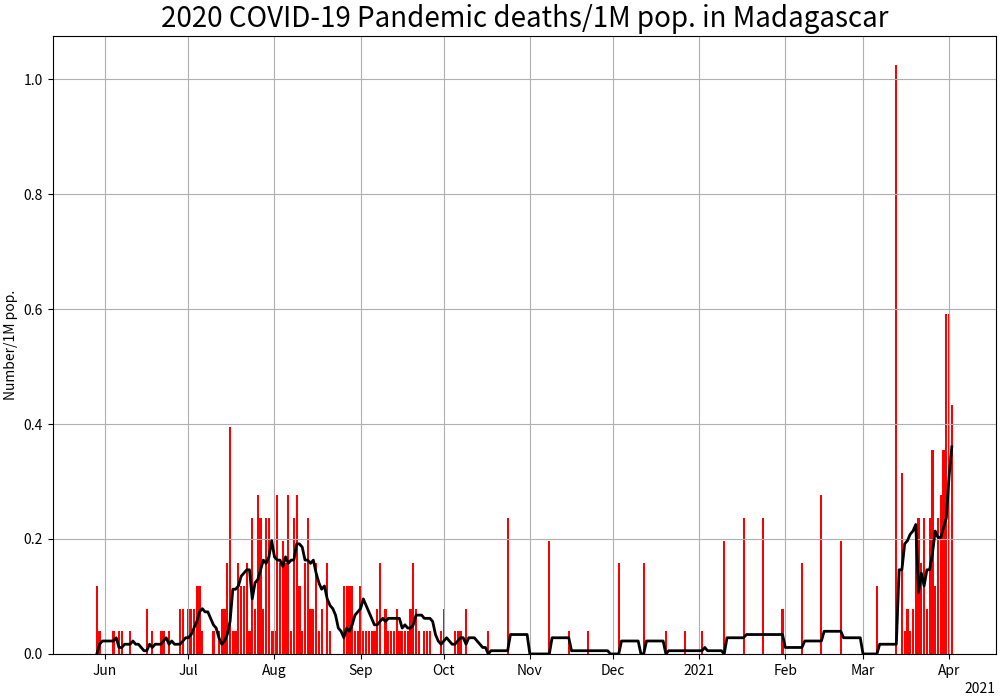 2020 COVID-19 Pandemic deaths/1M pop. in Madagascar
Number/1M pop.
1.0
0.8
0.6
0.4
0.2
0.0
Jun Jul Aug Sep Oct Nov Dec 2021 Feb Mar Apr
2021